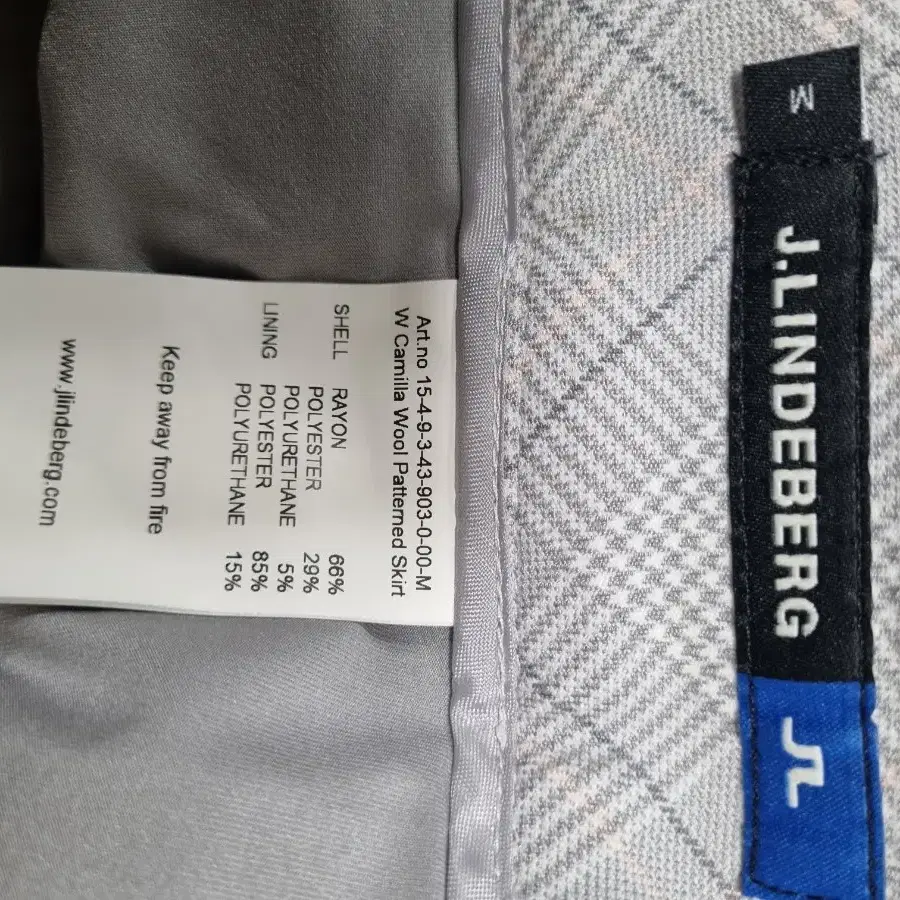 M
J.LINDEBERG
Art.no 15-4-9-3-43-903-0-00-M
W Camilla Wool Patterned Skirt
SHELL RAYON 66%
POLYESTER 29%
POLYURETHANE 5%
LINING POLYESTER 85%
POLYURETHANE 15%
Keep away from fire
www.jlindeberg.com